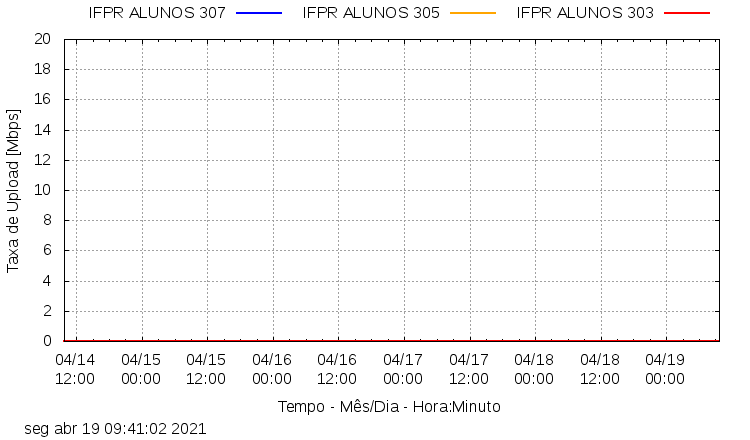 IFPR ALUNOS 307 IFPR ALUNOS 305 IFPR ALUNOS 303
20
18
16
14
12
10
8
6
4
2
0
Taxa de Upload [Mbps]
04/14 04/15 04/15 04/16 04/16 04/17 04/17 04/18 04/18 04/19
12:00 00:00 12:00 00:00 12:00 00:00 12:00 00:00 12:00 00:00
Tempo - Mês/Dia - Hora:Minuto
seg abr 19 09:41:02 2021